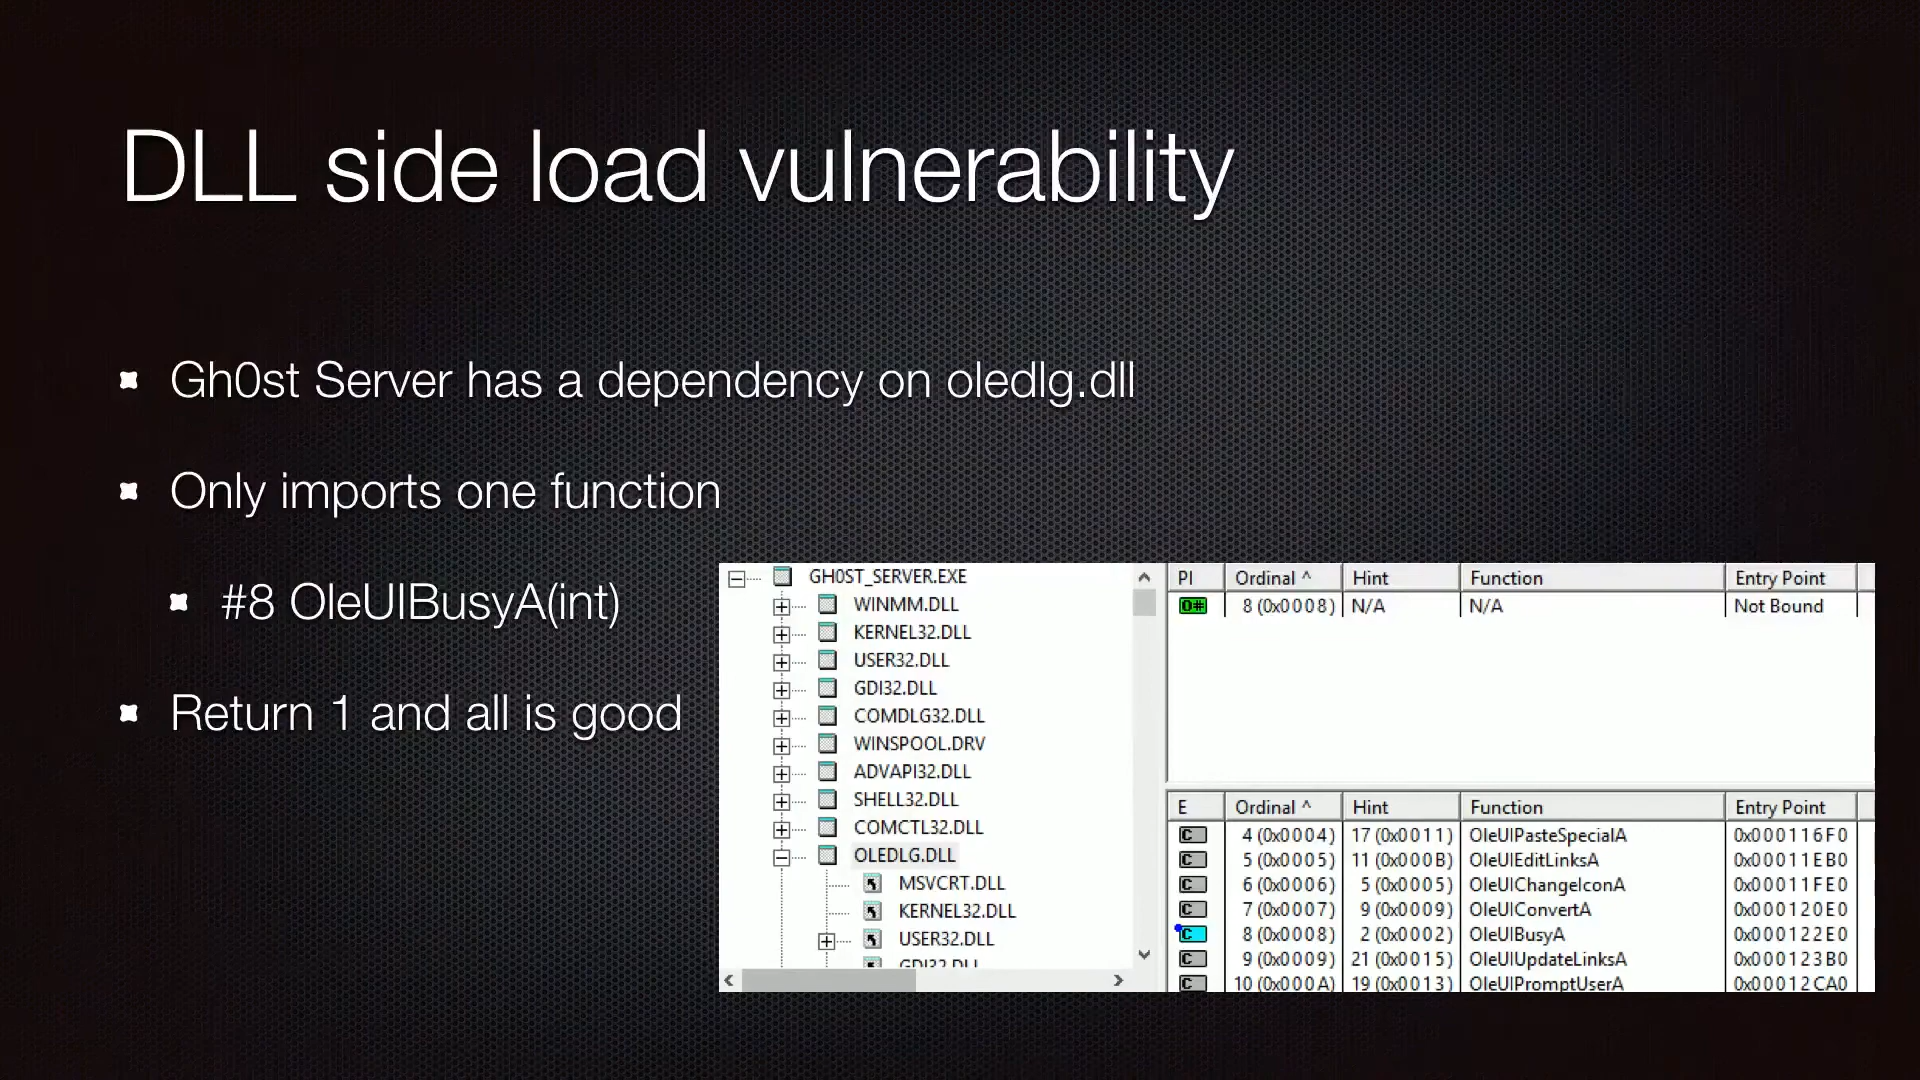 DLL side load vulnerability
Gh0st Server has a dependency on oledlg.dll
Only imports one function
#8 OleUIBusyA(int)
Return 1 and all is good
GH0ST_SERVER.EXE
WINMM.DLL
KERNEL32.DLL
USER32.DLL
GDI32.DLL
COMDLG32.DLL
WINSPOOL.DRV
ADVAPI32.DLL
SHELL32.DLL
COMCTL32.DLL
OLEDLG.DLL
MSVCRT.DLL
KERNEL32.DLL
USER32.DLL
GDI32.DLL
PI Ordinal ^ Hint Function Entry Point
O# 8 (0x0008) N/A N/A Not Bound
E Ordinal ^ Hint Function Entry Point
C 4 (0x0004) 17 (0x0011) OleUIPasteSpecialA 0x000116F0
C 5 (0x0005) 11 (0x000B) OleUIEditLinksA 0x00011EB0
C 6 (0x0006) 5 (0x0005) OleUIChangeIconA 0x00011FE0
C 7 (0x0007) 9 (0x0009) OleUIConvertA 0x000120E0
C 8 (0x0008) 2 (0x0002) OleUIBusyA 0x000122E0
C 9 (0x0009) 21 (0x0015) OleUIUpdateLinksA 0x000123B0
C 10 (0x000A) 19 (0x0013) OleUIPromptUserA 0x00012CA0